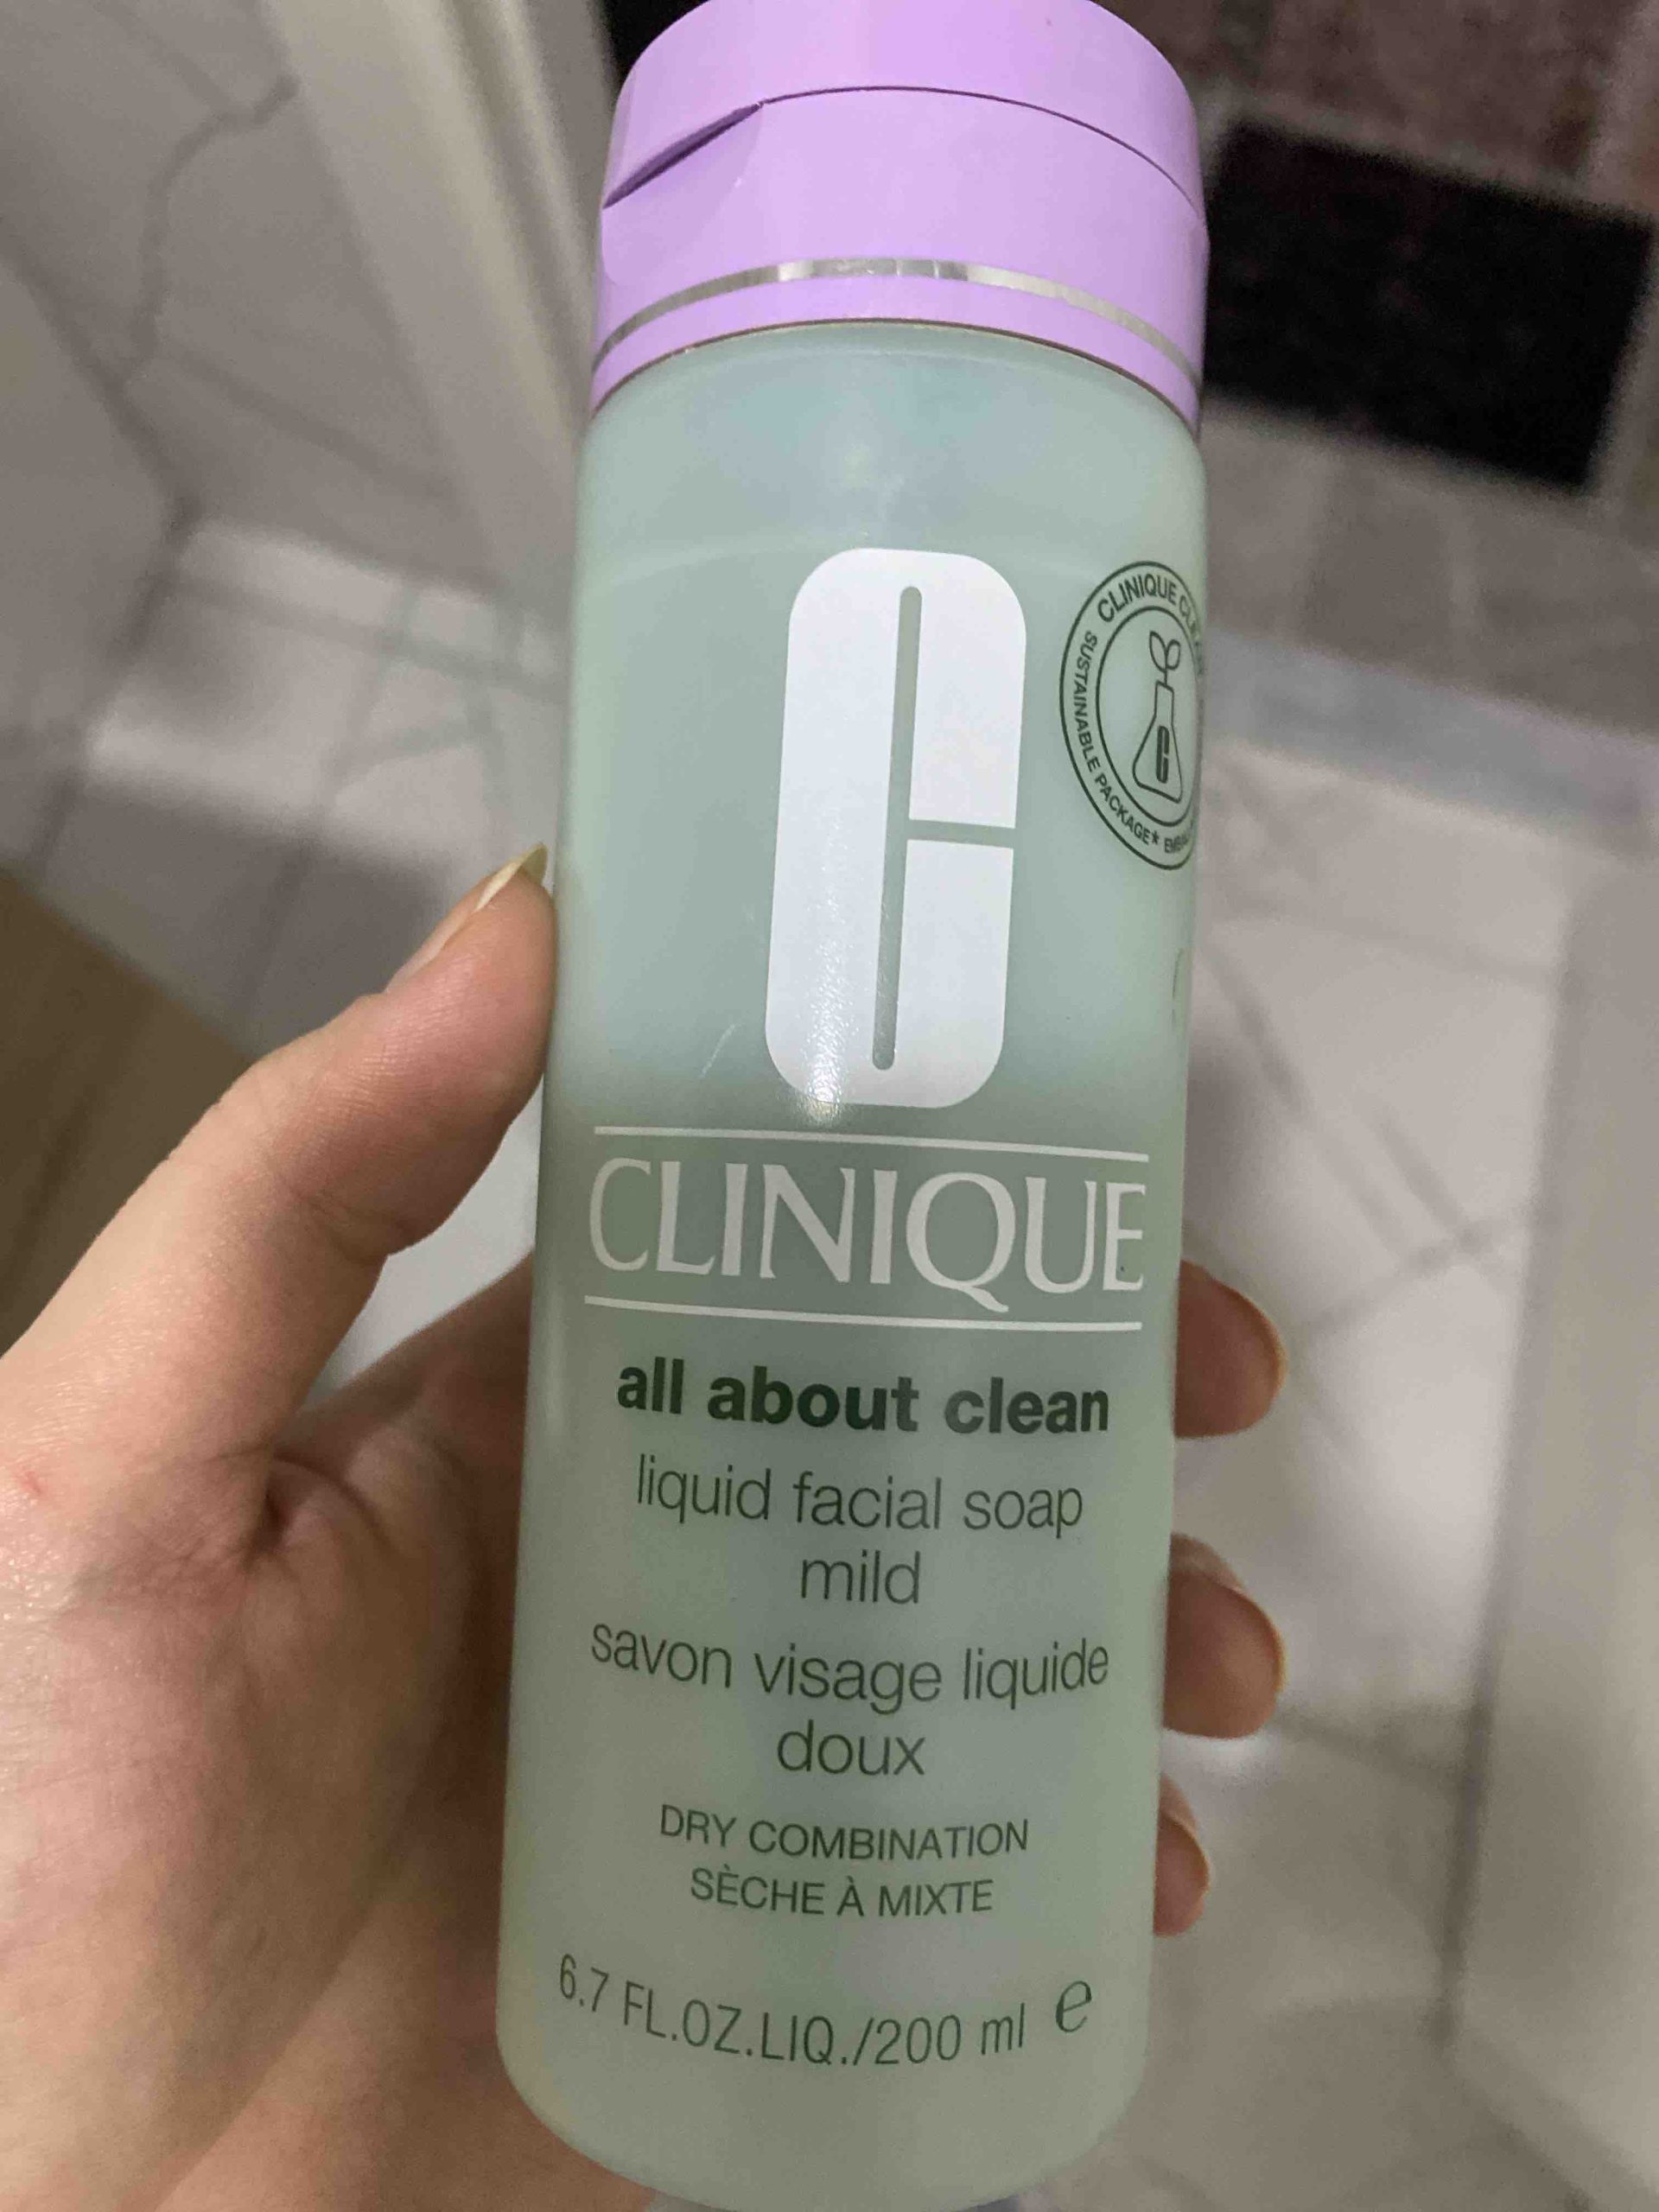 C
CLINIQUE
SUSTAINABLE PACKAGE*
C
CLINIQUE
all about clean
liquid facial soap
mild
savon visage liquide
doux
DRY COMBINATION
SÈCHE À MIXTE
6.7 FL.OZ.LIQ./200 ml e